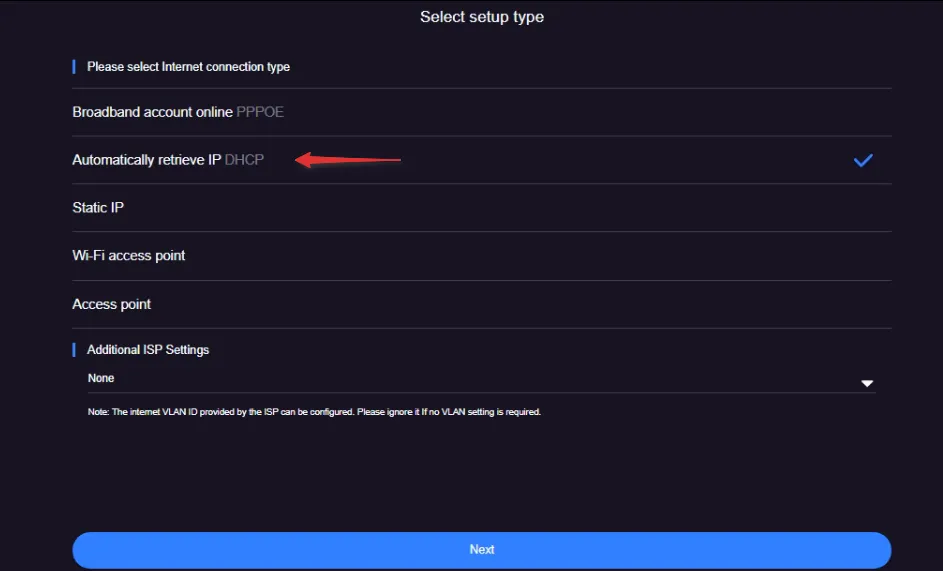 Select setup type
Please select Internet connection type
Broadband account online PPPOE
Automatically retrieve IP DHCP
Static IP
Wi-Fi access point
Access point
Additional ISP Settings
None
Note: The internet VLAN ID provided by the ISP can be configured. Please ignore it If no VLAN setting is required.
Next